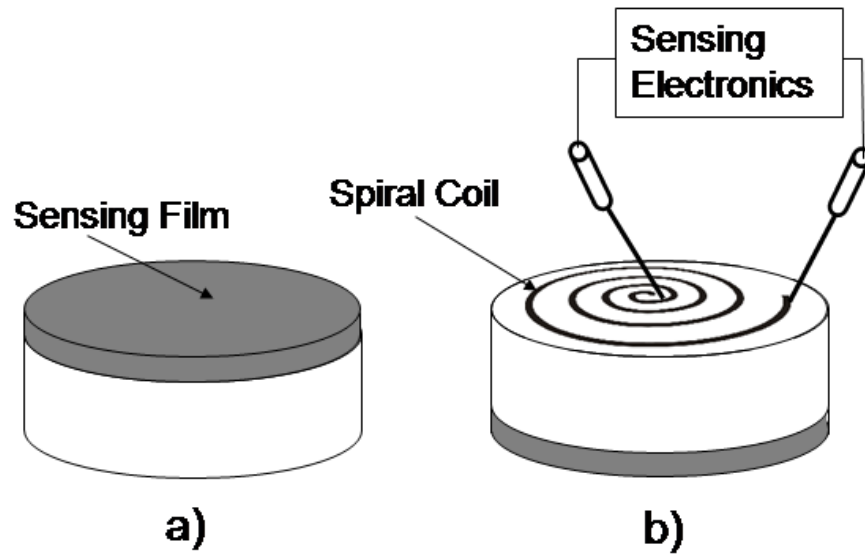 Sensing
Electronics
Spiral Coil
Sensing Film
a)
b)